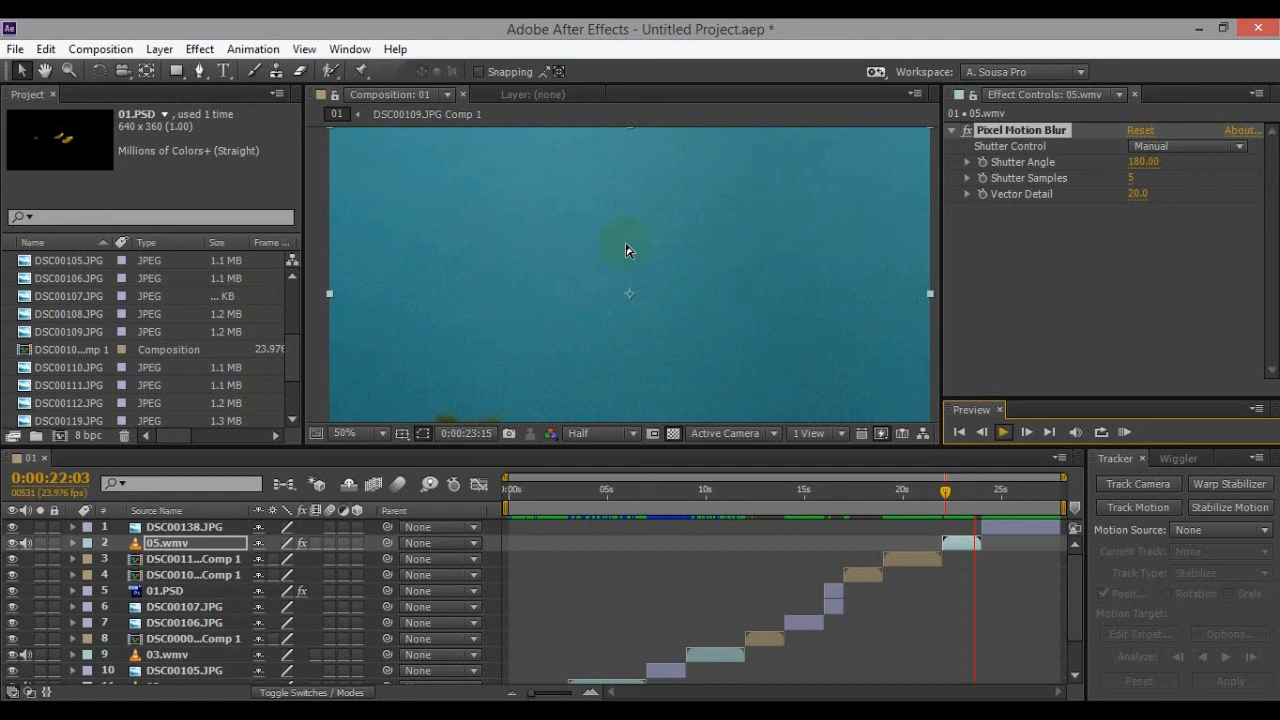 Ae Adobe After Effects - Untitled Project.aep *
File Edit Composition Layer Effect Animation View Window Help
Snapping Workspace: A. Sousa Pro
Project
01.PSD , used 1 time
640 x 360 (1.00)
Millions of Colors+ (Straight)
Name Type Size Frame ...
DSC00105.JPG JPEG 1.1 MB
DSC00106.JPG JPEG 1.1 MB
DSC00107.JPG JPEG ... KB
DSC00108.JPG JPEG 1.2 MB
DSC00109.JPG JPEG 1.2 MB
DSC0010...mp 1 Composition 23.976
DSC00110.JPG JPEG 1.1 MB
DSC00111.JPG JPEG 1.1 MB
DSC00112.JPG JPEG 1.2 MB
DSC00119.JPG JPEG 1.3 MB
8 bpc
Composition: 01 Layer: (none)
01 DSC00109.JPG Comp 1
50% 0:00:23:15 Half Active Camera 1 View
Effect Controls: 05.wmv
01 • 05.wmv
fx Pixel Motion Blur Reset About...
Shutter Control Manual
Shutter Angle 180.00
Shutter Samples 5
Vector Detail 20.0
Preview
01
0:00:22:03
00531 (23.976 fps)
# Source Name fx Parent
:00s 05s 10s 15s 20s 25s
1 DSC00138.JPG None
2 05.wmv fx None
3 DSC0011...Comp 1 None
4 DSC0010...Comp 1 None
5 01.PSD fx None
6 DSC00107.JPG None
7 DSC00106.JPG None
8 DSC0000...Comp 1 None
9 03.wmv None
10 DSC00105.JPG None
Toggle Switches / Modes
Tracker Wiggler
Track Camera Warp Stabilizer
Track Motion Stabilize Motion
Motion Source: None
Current Track: None
Track Type: Stabilize
Posit... Rotation Scale
Motion Target:
Edit Target... Options...
Analyze:
Reset Apply